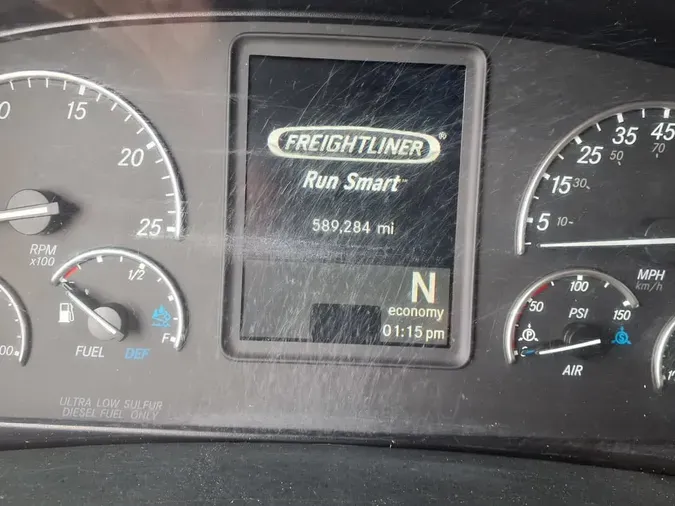 15
20
25
RPM
x100
1/2
F
FUEL DEF
00
ULTRA LOW SULFUR
DIESEL FUEL ONLY
FREIGHTLINER®
Run Smart™
589,284 mi
N
economy
01:15 pm
5 15 25 35 45
10 30 50 70
MPH
km/h
50 100 150
PSI
P
S
AIR